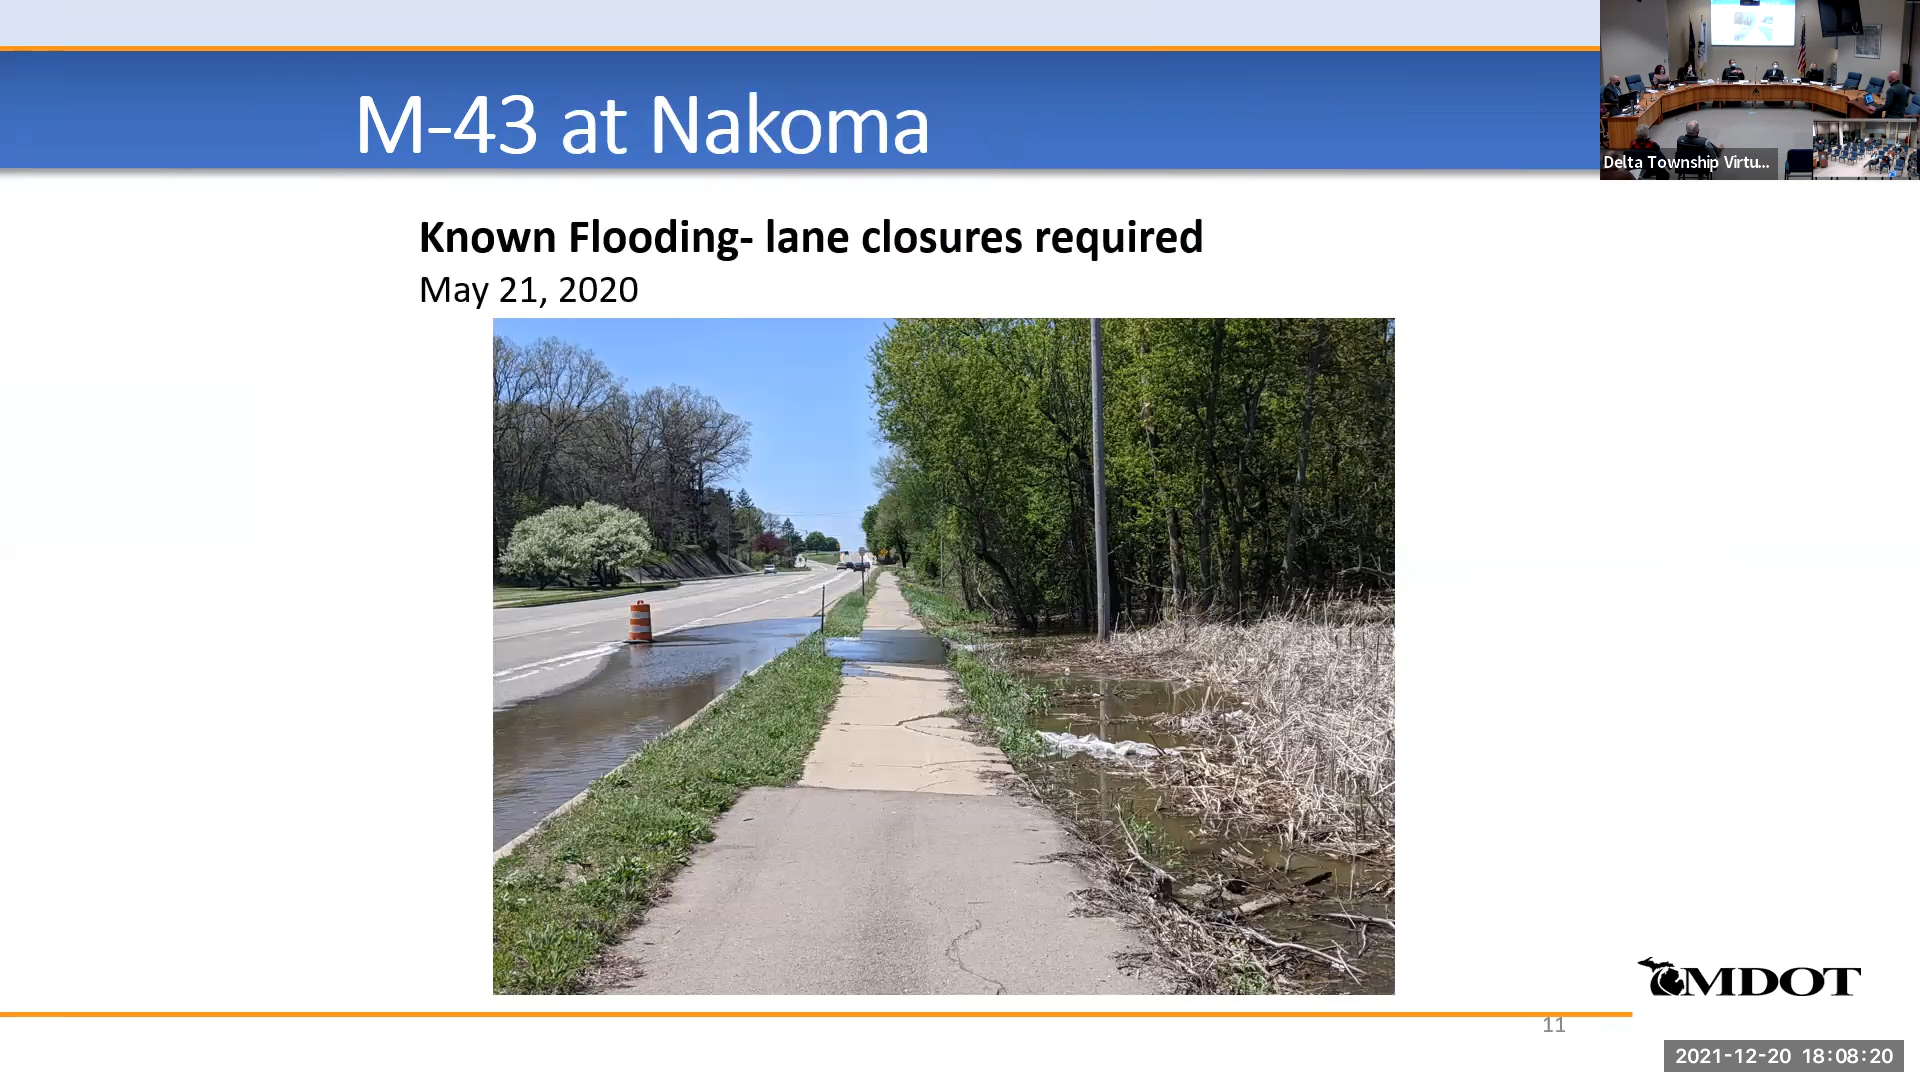 M-43 at Nakoma
Delta Township Virtu...
Known Flooding- lane closures required
May 21, 2020
MDOT
11
2021-12-20 18:08:20